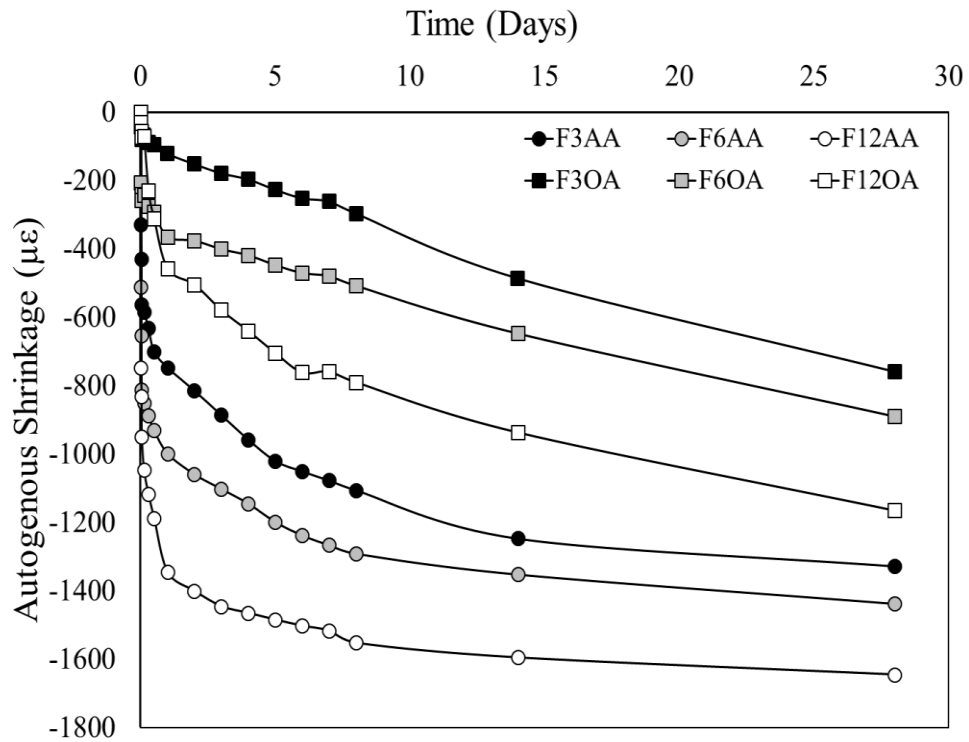 Time (Days)
0 5 10 15 20 25 30
0
-200
-400
-600
-800
-1000
-1200
-1400
-1600
-1800
Autogenous Shrinkage (με)
F3AA F6AA F12AA
F3OA F6OA F12OA